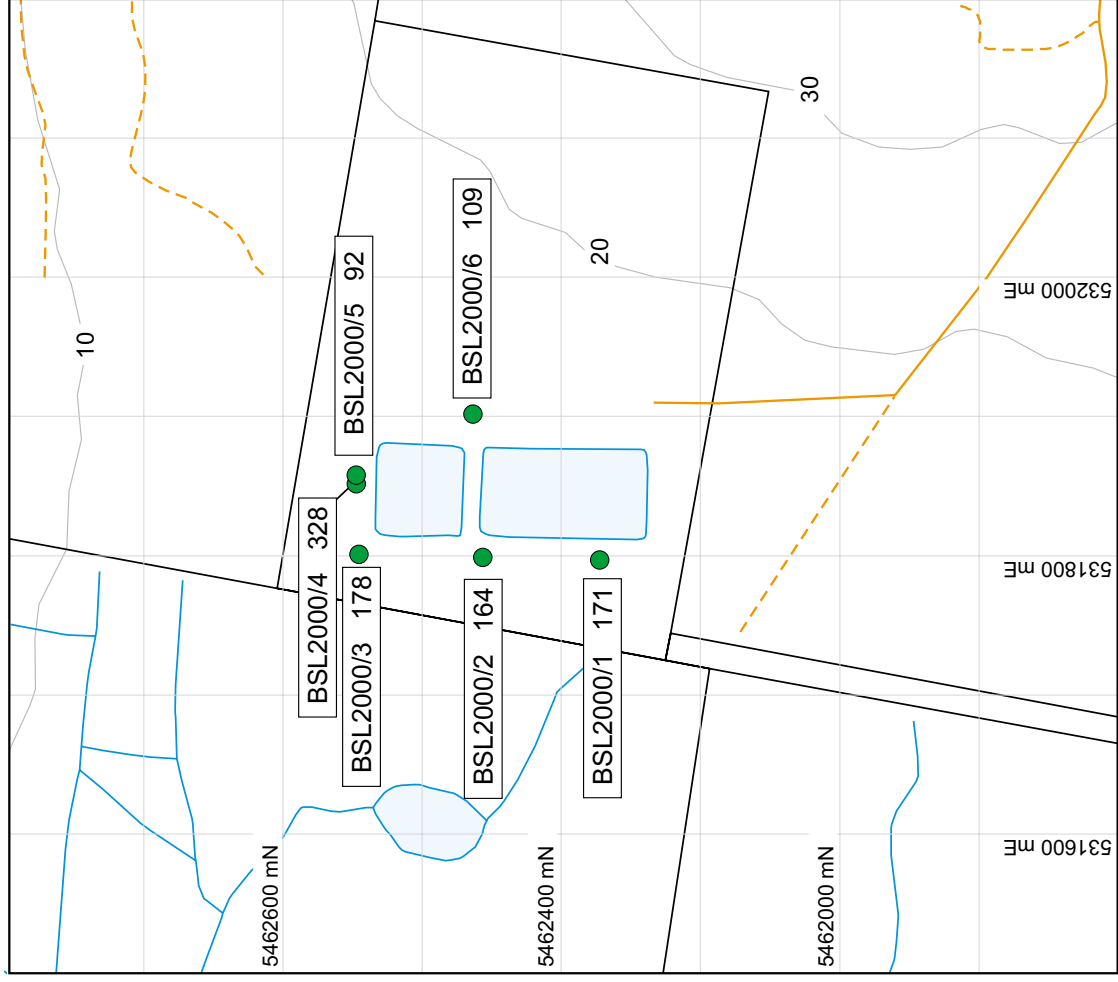 10
30
20
BSL2000/5 92
BSL2000/6 109
BSL2000/4 328
BSL2000/3 178
BSL2000/2 164
BSL2000/1 171
5462600 mN
5462400 mN
5462000 mN
532000 mE
531800 mE
531600 mE